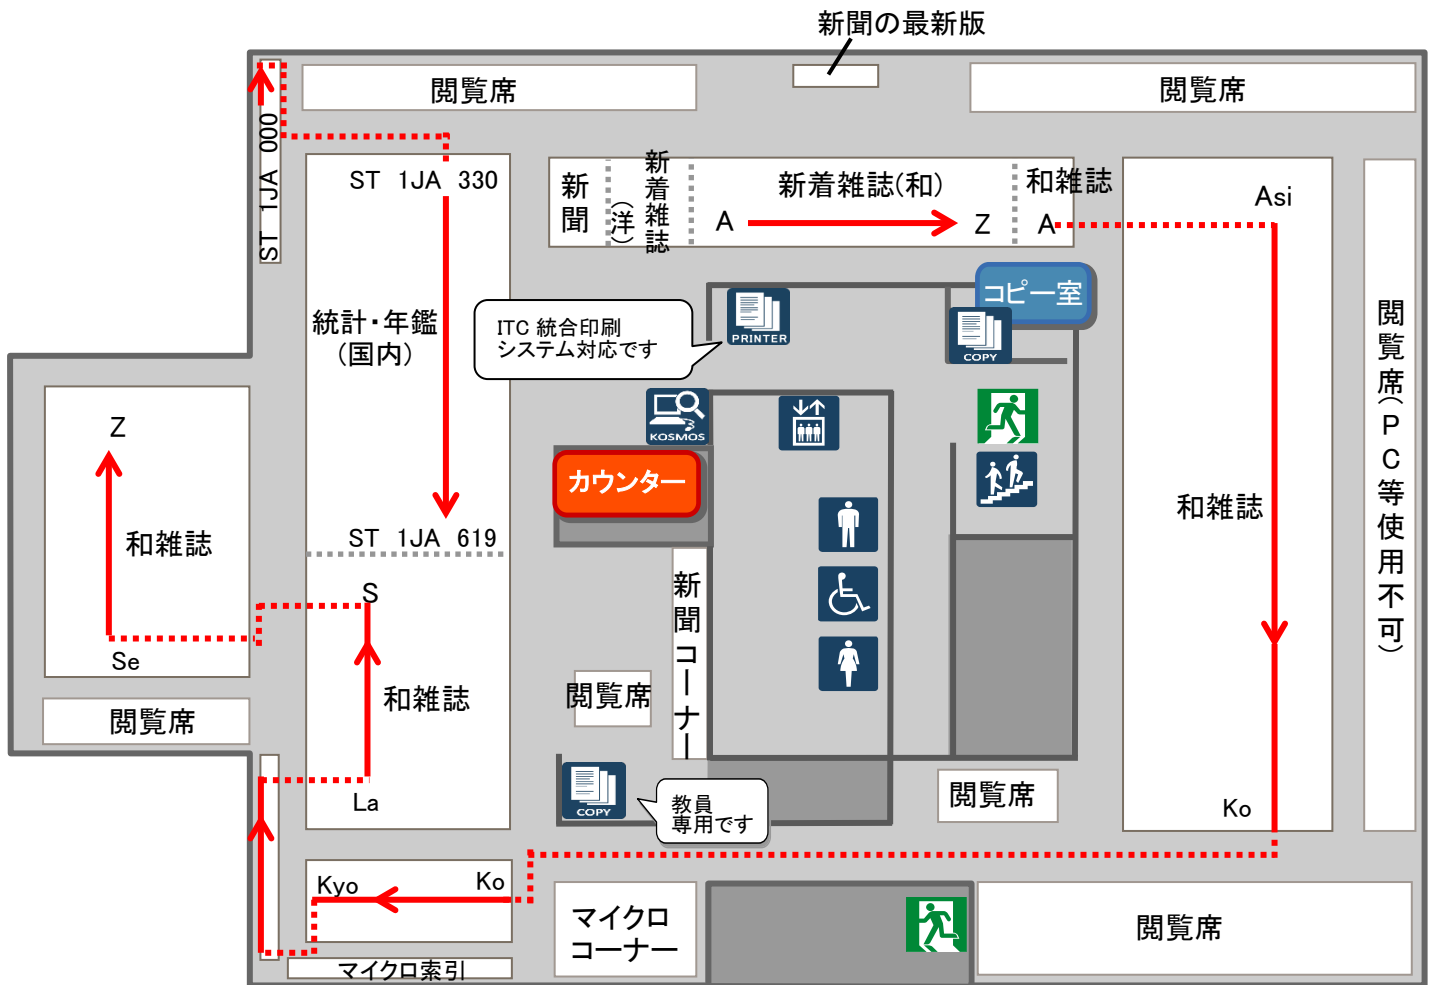 新聞の最新版
閲覧席
閲覧席
ST 1JA 000
ST 1JA 330
統計・年鑑
(国内)
ST 1JA 619
新聞
新着雑誌
(洋)
新着雑誌(和)
A
Z
和雑誌
A
Asi
和雑誌
Ko
閲覧席(PC等使用不可)
コピー室
COPY
PRINTER
ITC 統合印刷
システム対応です
KOSMOS
カウンター
新聞コーナー
閲覧席
COPY
教員
専用です
閲覧席
Z
和雑誌
Se
閲覧席
S
和雑誌
La
Kyo
Ko
マイクロ索引
マイクロ
コーナー
閲覧席